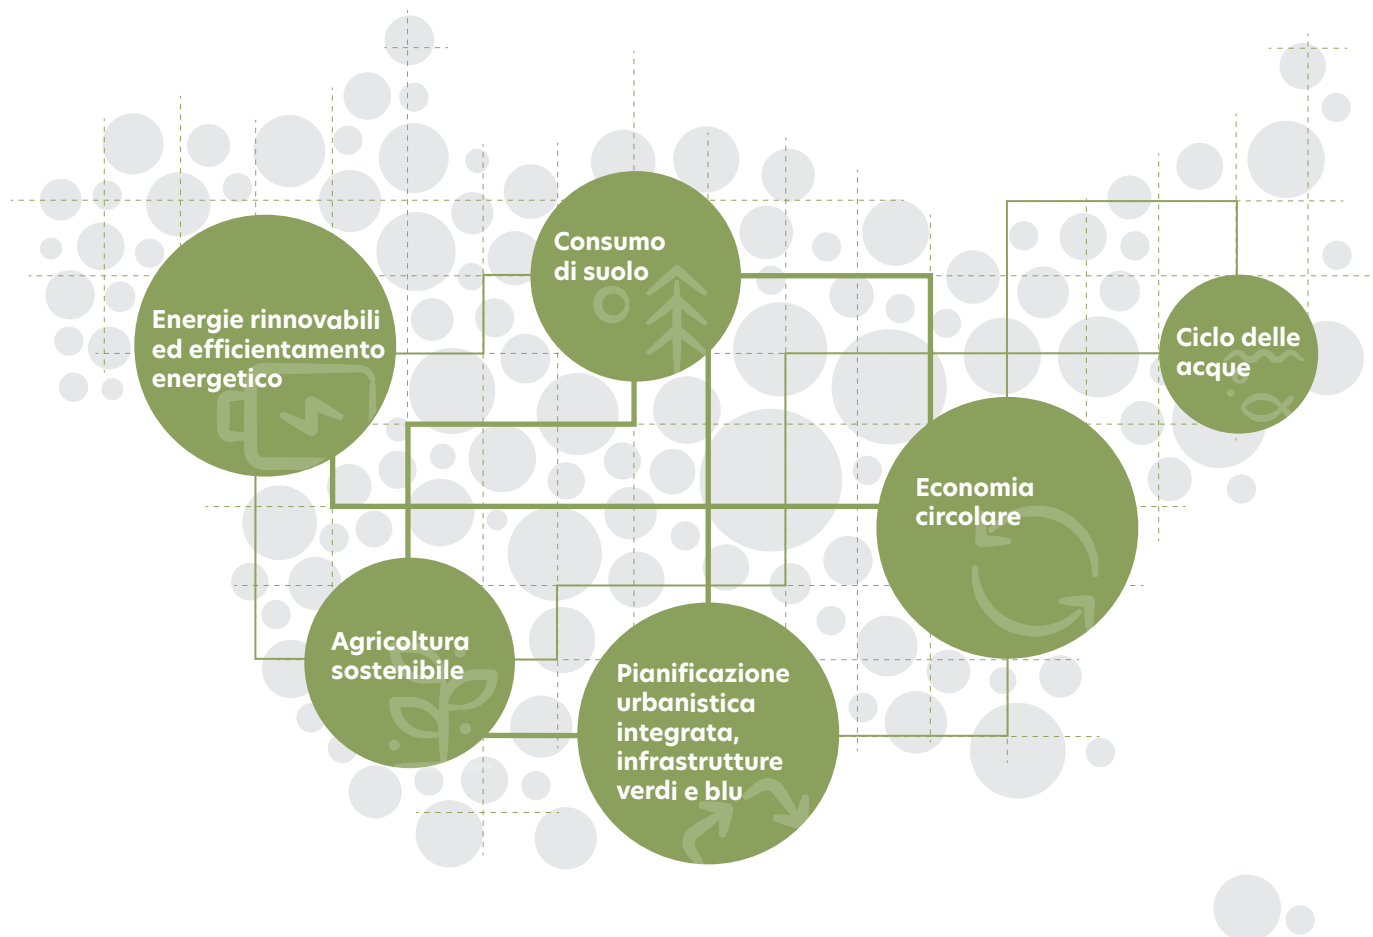 Consumo
di suolo
Energie rinnovabili
ed efficientamento
energetico
Ciclo delle
acque
Economia
circolare
Agricoltura
sostenibile
Pianificazione
urbanistica
integrata,
infrastrutture
verdi e blu